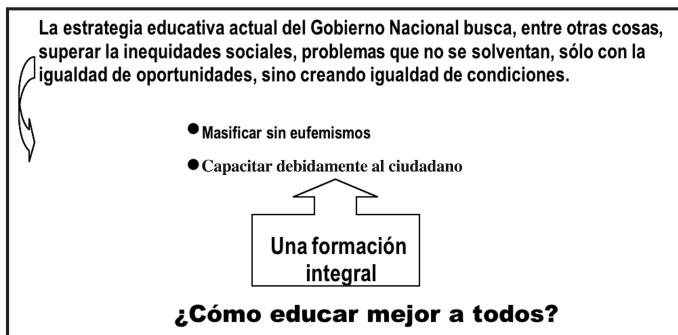 La estrategia educativa actual del Gobierno Nacional busca, entre otras cosas,
superar la inequidades sociales, problemas que no se solventan, sólo con la
igualdad de oportunidades, sino creando igualdad de condiciones.
● Masificar sin eufemismos
● Capacitar debidamente al ciudadano
Una formación
integral
¿Cómo educar mejor a todos?